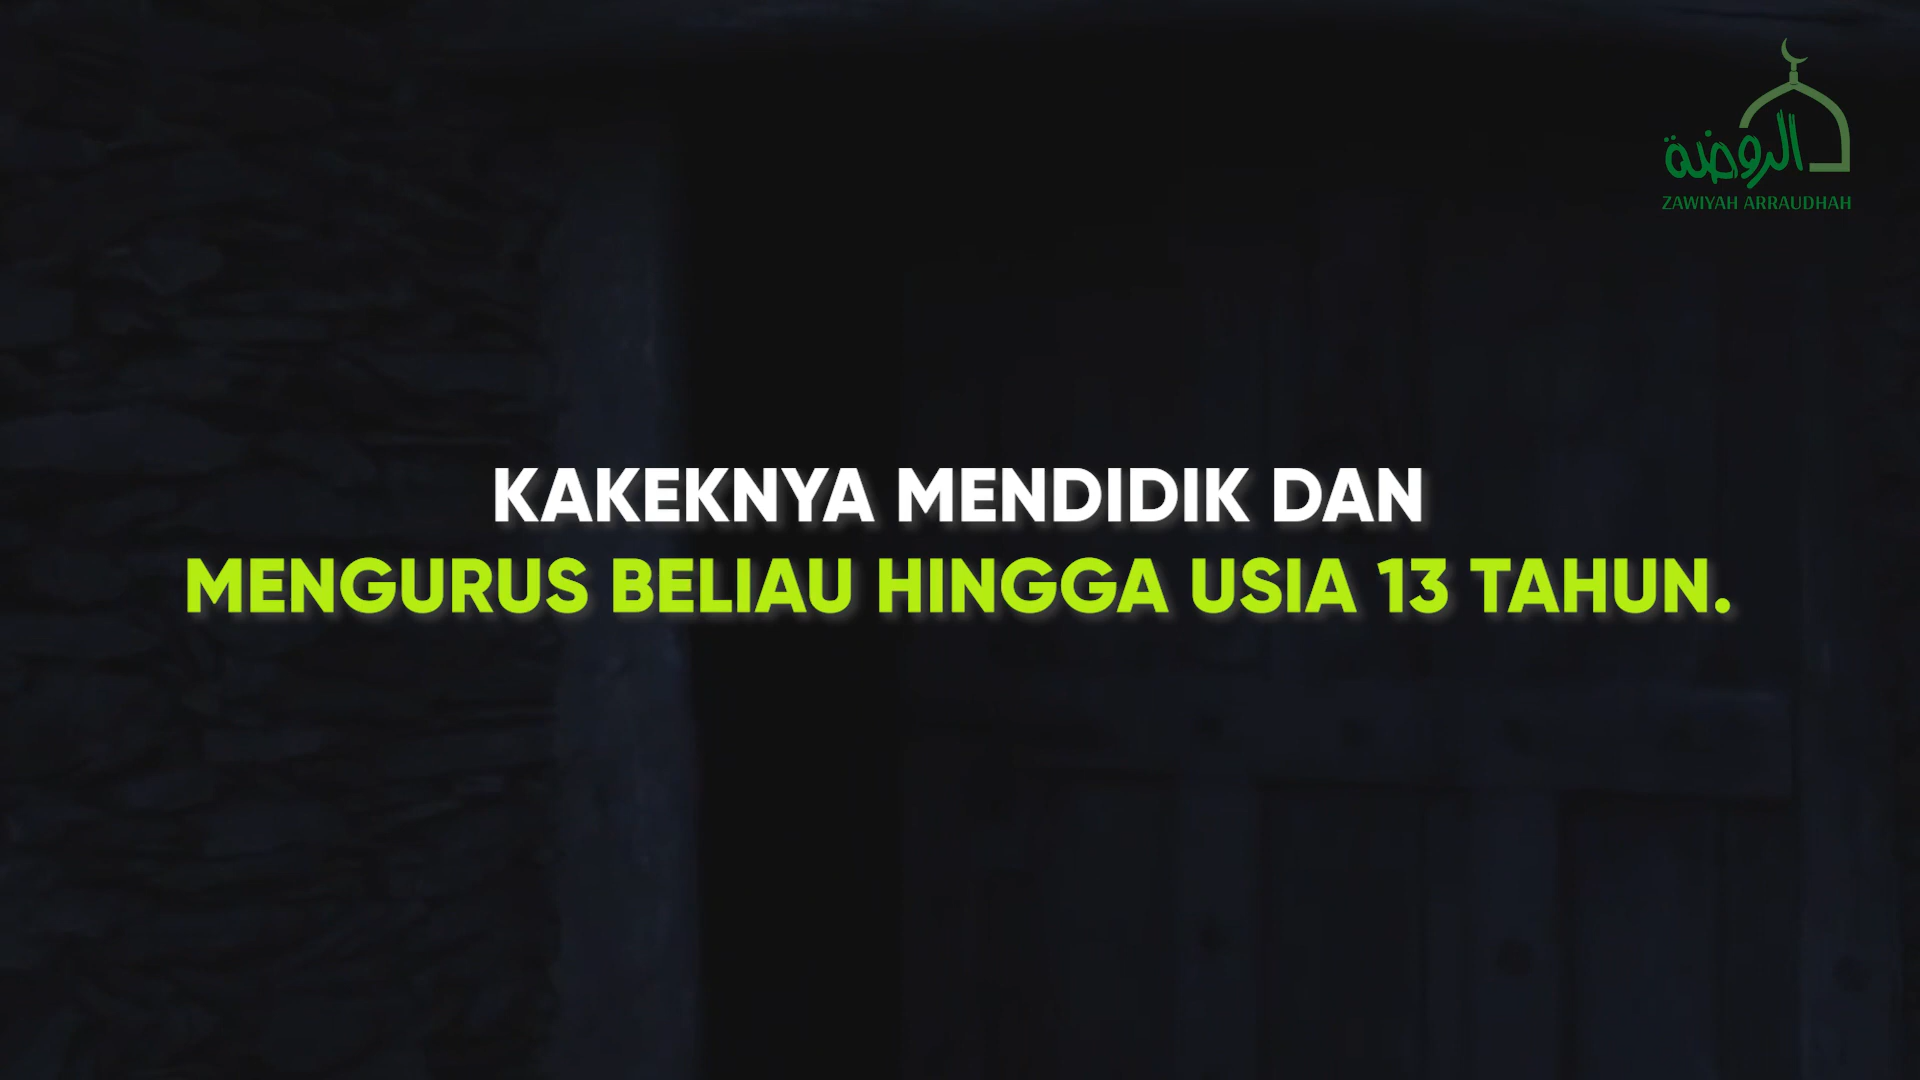 الروضة
ZAWIYAH ARRAUDHAH
KAKEKNYA MENDIDIK DAN
MENGURUS BELIAU HINGGA USIA 13 TAHUN.